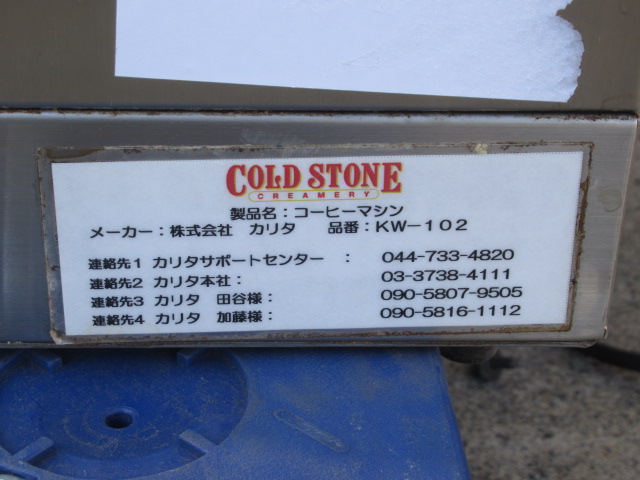 COLD STONE
CREAMERY
製品名：コーヒーマシン
メーカー：株式会社　カリタ　品番：KW-102
連絡先1 カリタサポートセンター ： 044-733-4820
連絡先2 カリタ本社： 03-3738-4111
連絡先3 カリタ 田谷様： 090-5807-9505
連絡先4 カリタ 加藤様： 090-5816-1112